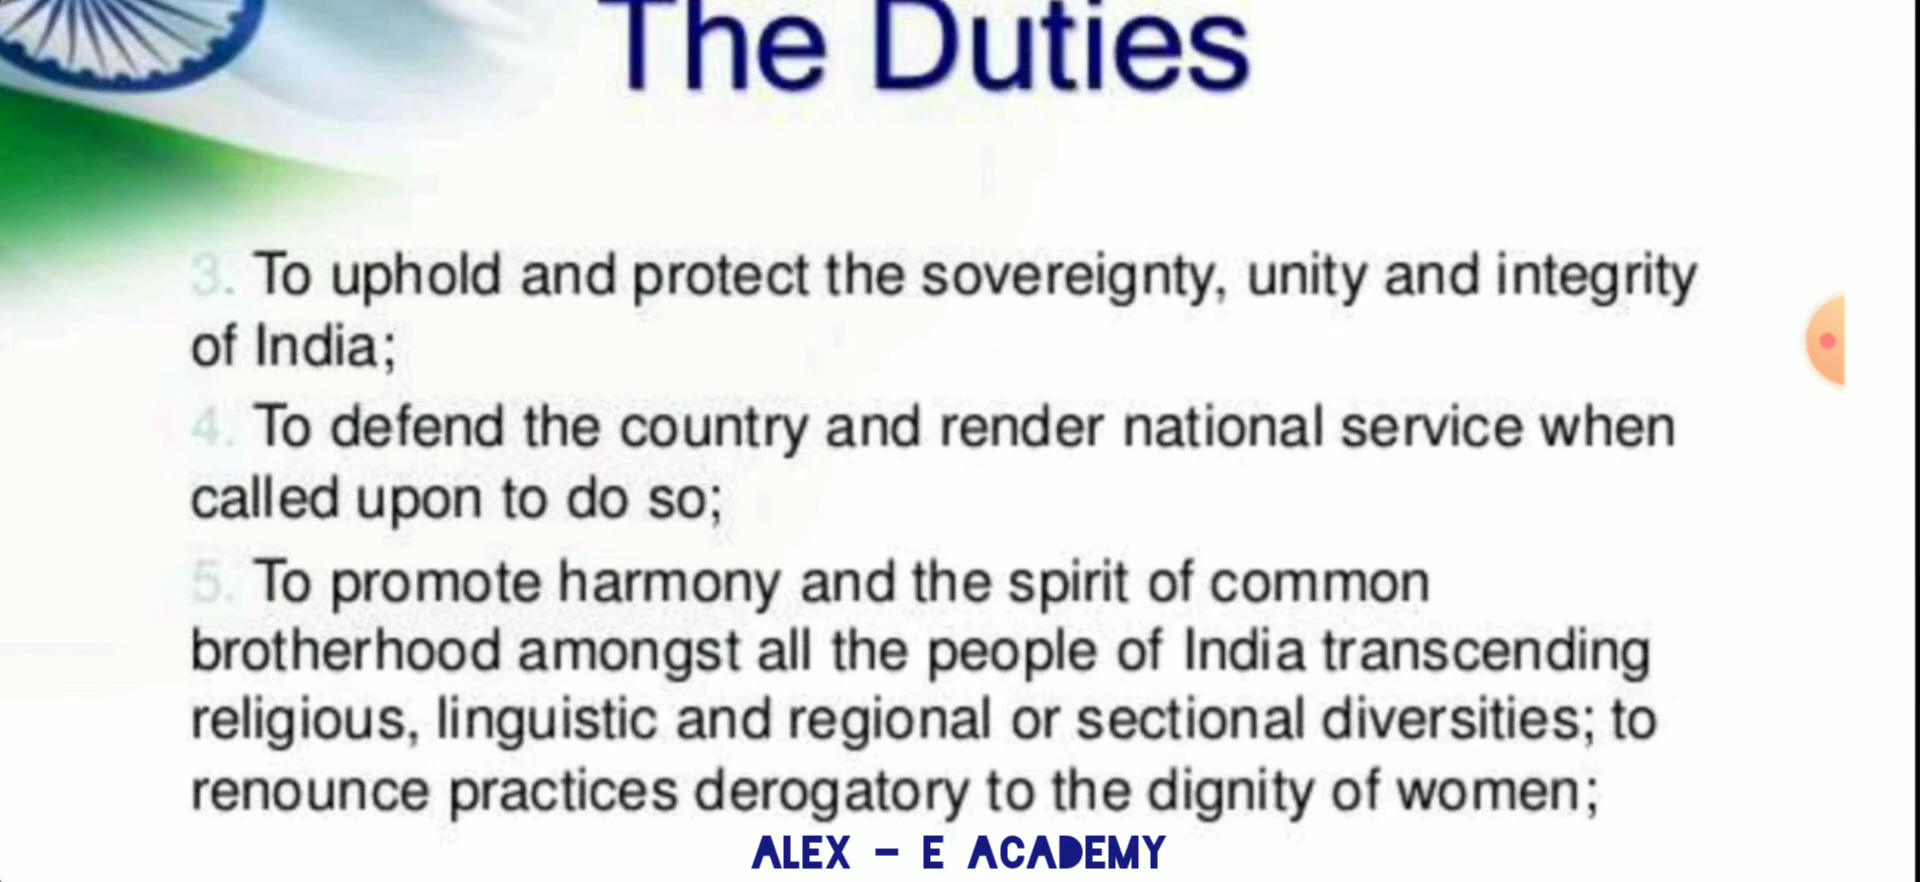 The Duties
3. To uphold and protect the sovereignty, unity and integrity
of India;
4. To defend the country and render national service when
called upon to do so;
5. To promote harmony and the spirit of common
brotherhood amongst all the people of India transcending
religious, linguistic and regional or sectional diversities; to
renounce practices derogatory to the dignity of women;
ALEX - E ACADEMY